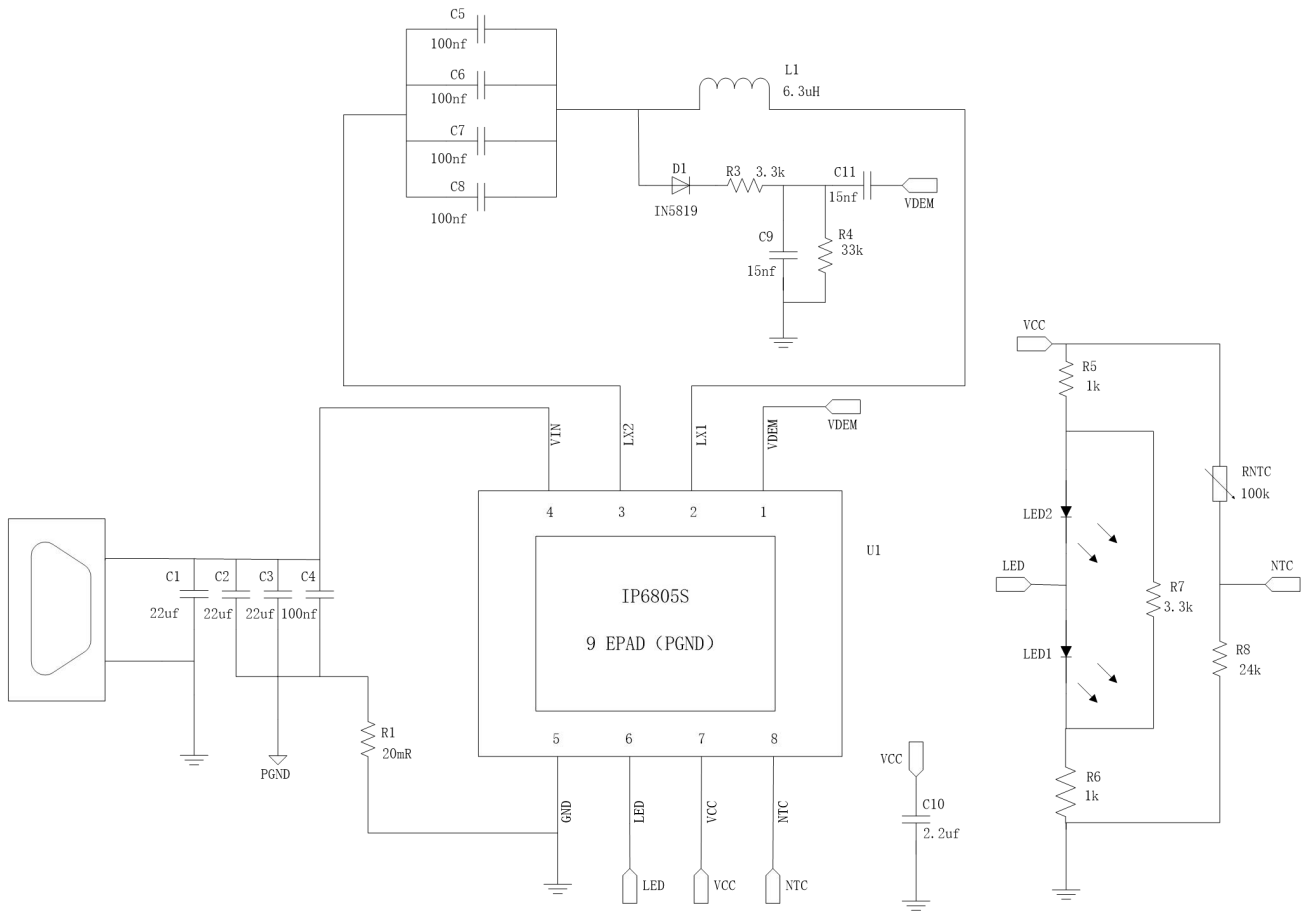 C5
100nf
C6
100nf
C7
100nf
C8
100nf
L1
6.3uH
D1
IN5819
R3 3.3k
C11
15nf
VDEM
C9
15nf
R4
33k
VCC
R5
1k
VIN
LX2
LX1
VDEM
VDEM
4
3
2
1
U1
IP6805S
9 EPAD（PGND）
5
6
7
8
C1
22uf
C2
22uf
C3
22uf
C4
100nf
PGND
R1
20mR
GND
LED
VCC
NTC
LED
VCC
NTC
VCC
C10
2.2uf
RNTC
100k
LED2
LED
NTC
R7
3.3k
LED1
R8
24k
R6
1k